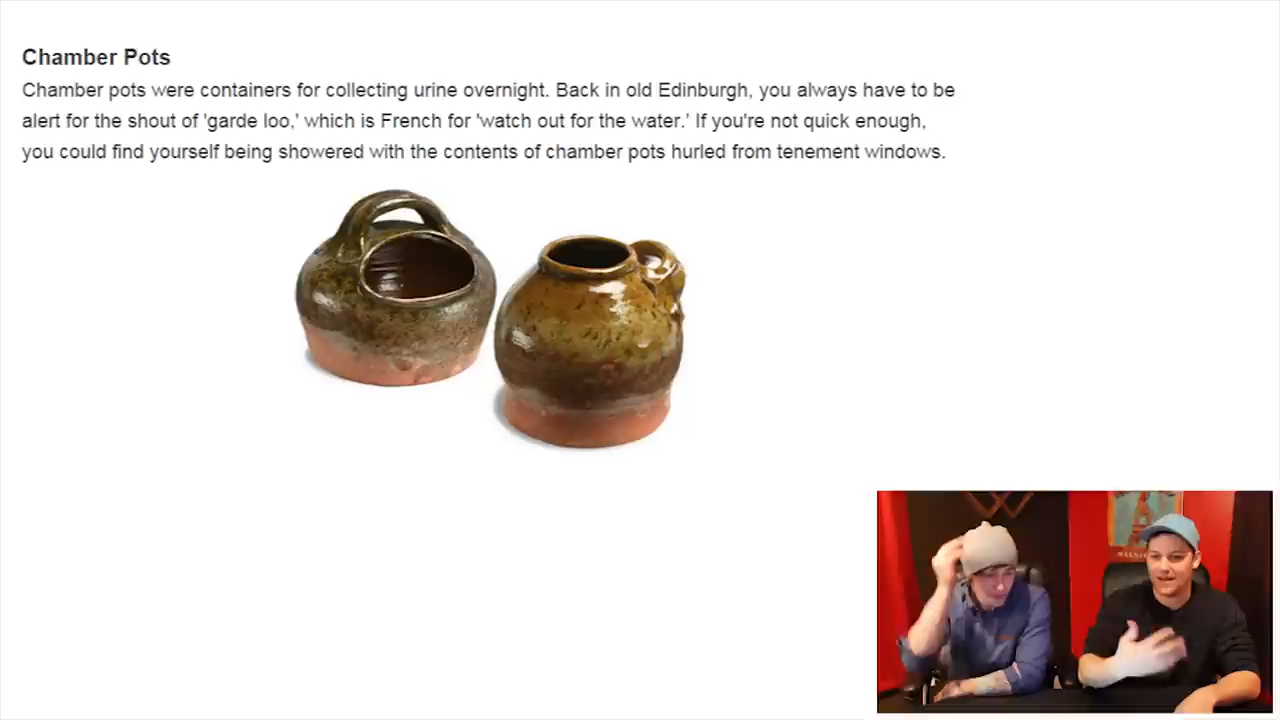 Chamber Pots
Chamber pots were containers for collecting urine overnight. Back in old Edinburgh, you always have to be
alert for the shout of 'garde loo,' which is French for 'watch out for the water.' If you're not quick enough,
you could find yourself being showered with the contents of chamber pots hurled from tenement windows.